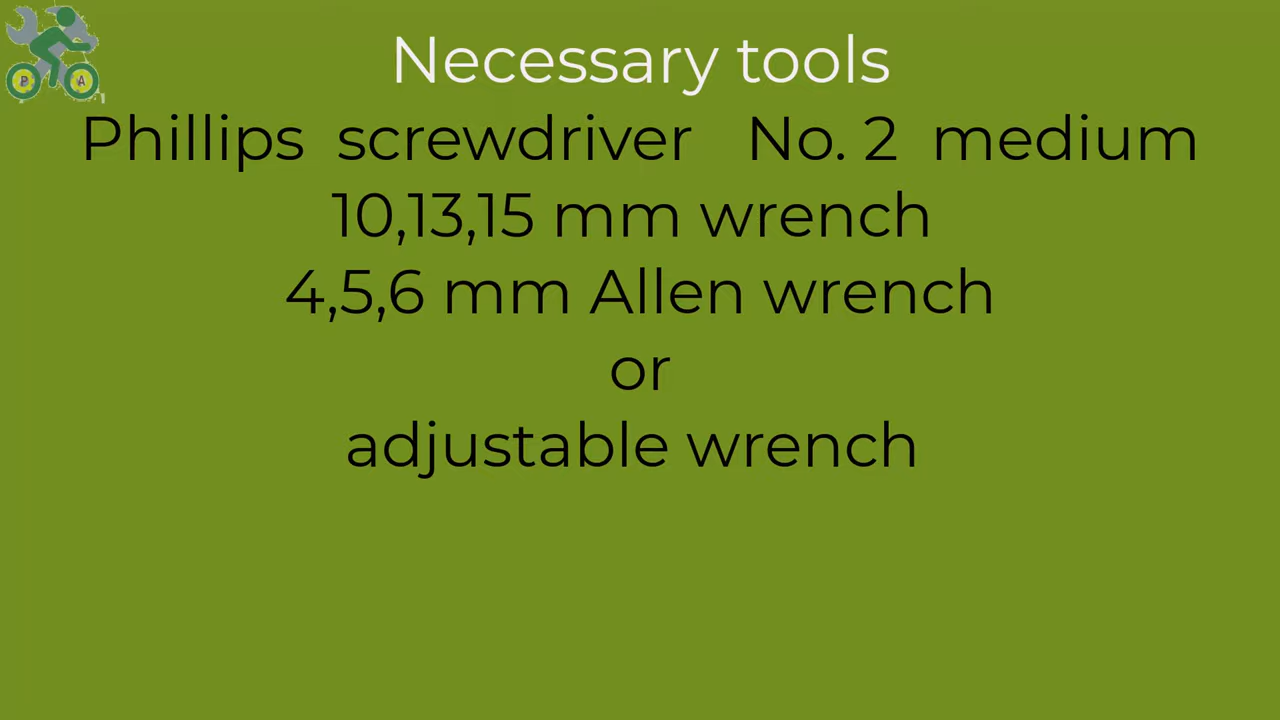 Necessary tools
Phillips screwdriver No. 2 medium
10,13,15 mm wrench
4,5,6 mm Allen wrench
or
adjustable wrench
P A